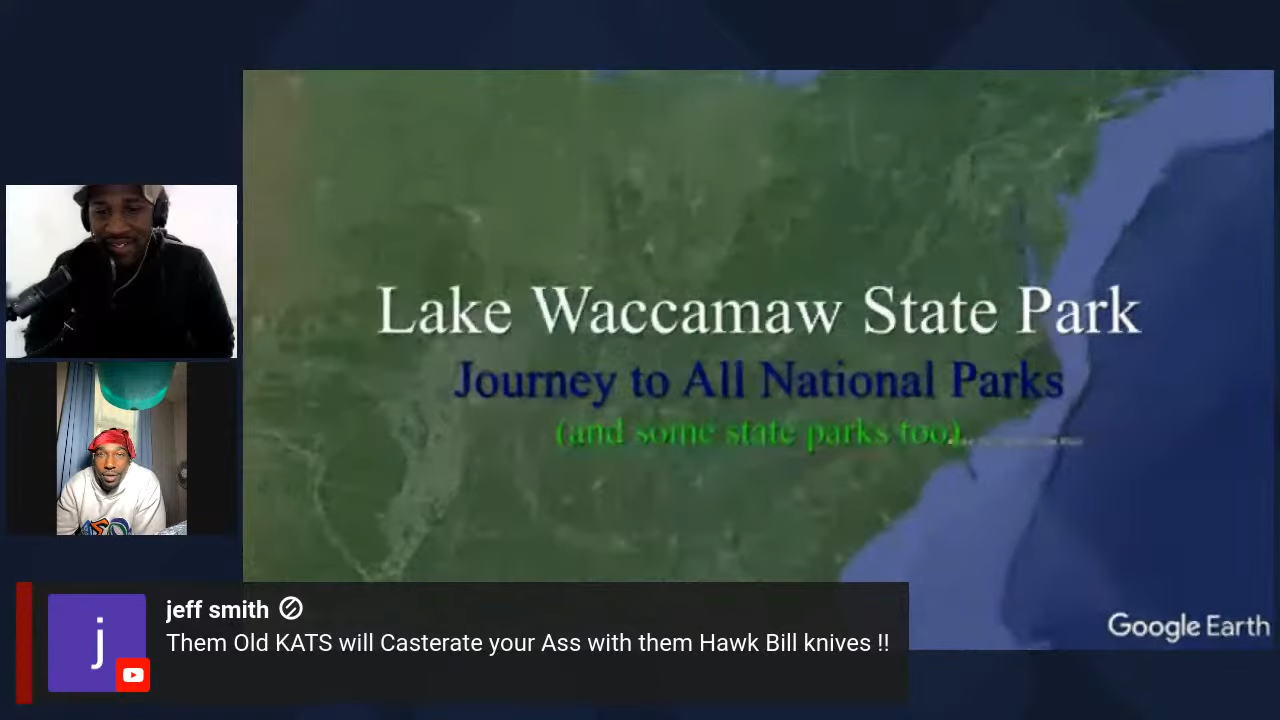 Lake Waccamaw State Park
Journey to All National Parks
(and some state parks too)
Google Earth
j
jeff smith
Them Old KATS will Casterate your Ass with them Hawk Bill knives !!